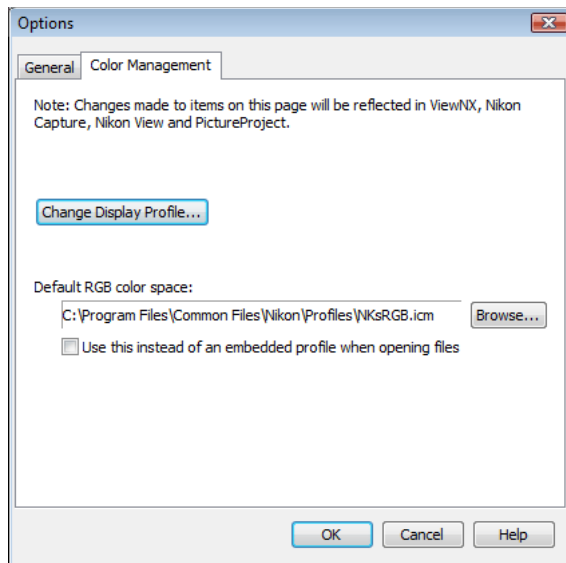 Options
General
Color Management
Note: Changes made to items on this page will be reflected in ViewNX, Nikon
Capture, Nikon View and PictureProject.
Change Display Profile...
Default RGB color space:
C:\Program Files\Common Files\Nikon\Profiles\NKsRGB.icm
Browse...
Use this instead of an embedded profile when opening files
OK
Cancel
Help